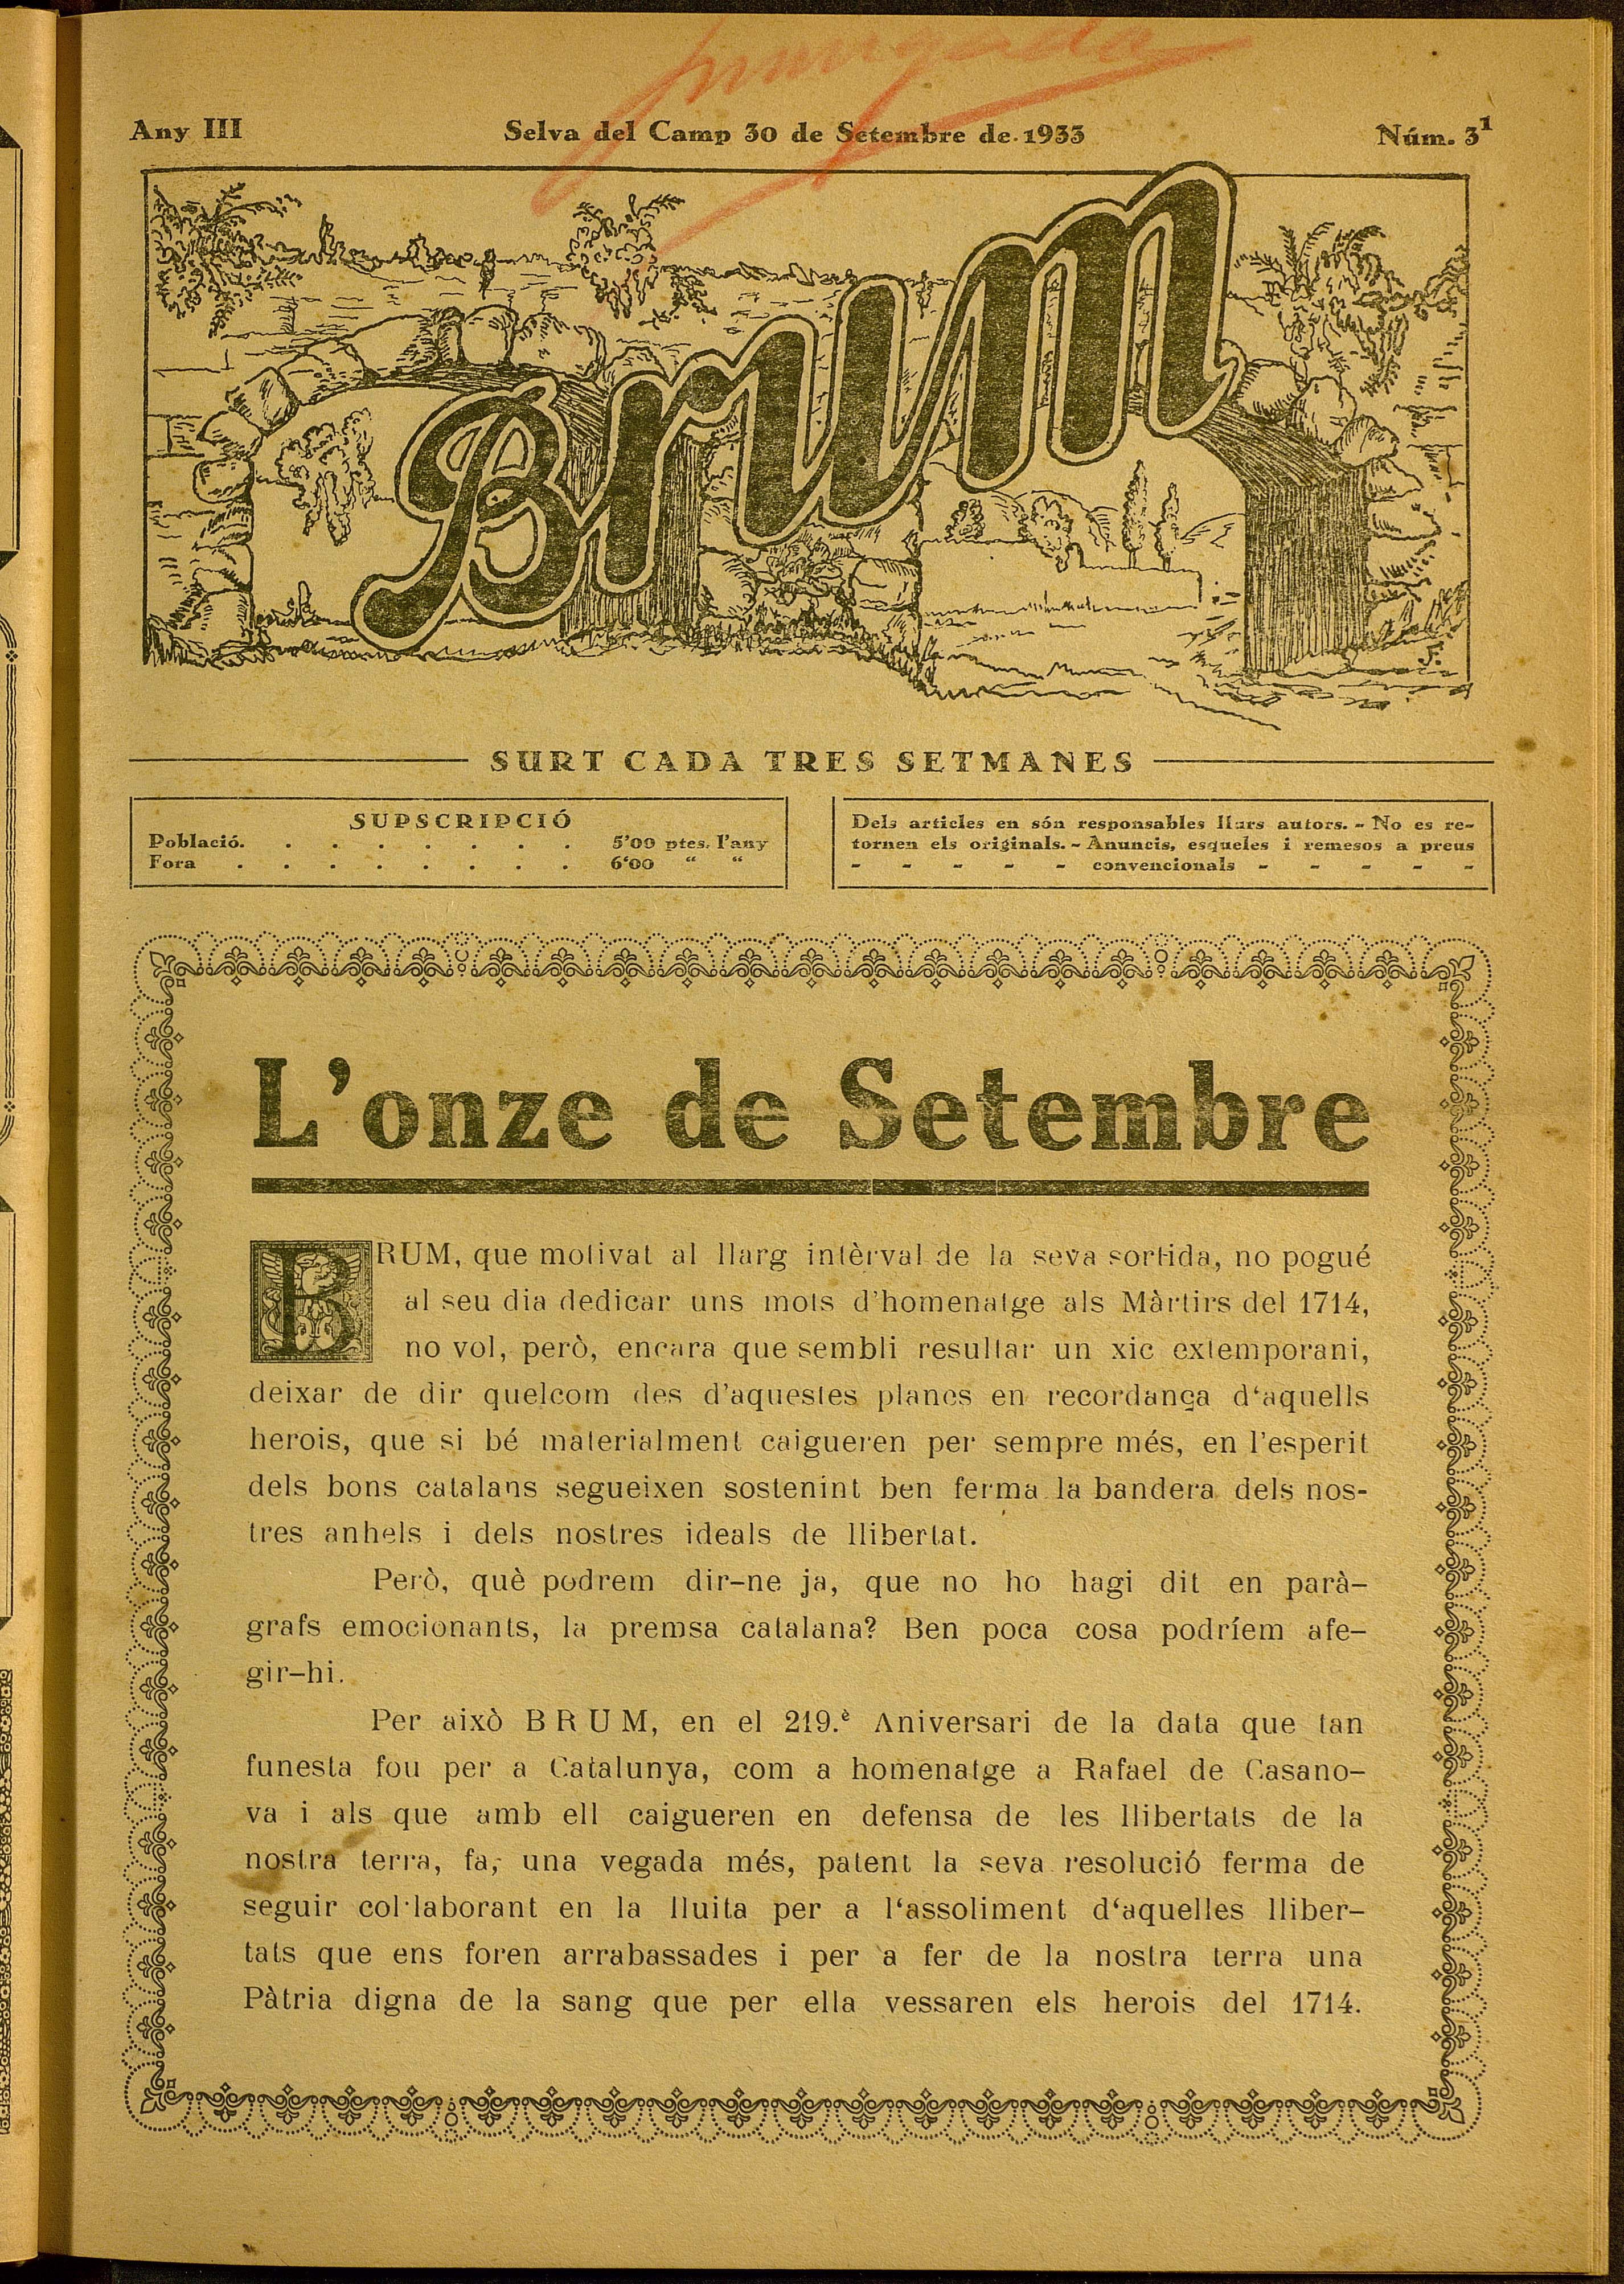 Any III
Selva del Camp 30 de Setembre de 1933
Núm. 31
Brum
SURT CADA TRES SETMANES
SUPSCRIPCIÓ
Població. . . . . . . . 5'00 ptes. l'any
Fora . . . . . . . . 6'00 “ “
Dels articles en són responsables llurs autors. - No es re-
tornen els originals. - Anuncis, esqueles i remesos a preus
- - - - - convencionals - - - - -
L'onze de Setembre
BRUM, que motivat al llarg intèrval de la seva sortida, no pogué
al seu dia dedicar uns mots d'homenatge als Màrtirs del 1714,
no vol, però, encara que sembli resultar un xic extemporani,
deixar de dir quelcom des d'aquestes planes en recordança d'aquells
herois, que si bé materialment caigueren per sempre més, en l'esperit
dels bons catalans segueixen sostenint ben ferma la bandera dels nos-
tres anhels i dels nostres ideals de llibertat.
Però, què podrem dir-ne ja, que no ho hagi dit en parà-
grafs emocionants, la premsa catalana? Ben poca cosa podríem afe-
gir-hi.
Per això BRUM, en el 219.è Aniversari de la data que tan
funesta fou per a Catalunya, com a homenatge a Rafael de Casano-
va i als que amb ell caigueren en defensa de les llibertats de la
nostra terra, fa, una vegada més, patent la seva resolució ferma de
seguir col·laborant en la lluita per a l'assoliment d'aquelles lliber-
tats que ens foren arrabassades i per a fer de la nostra terra una
Pàtria digna de la sang que per ella vessaren els herois del 1714.